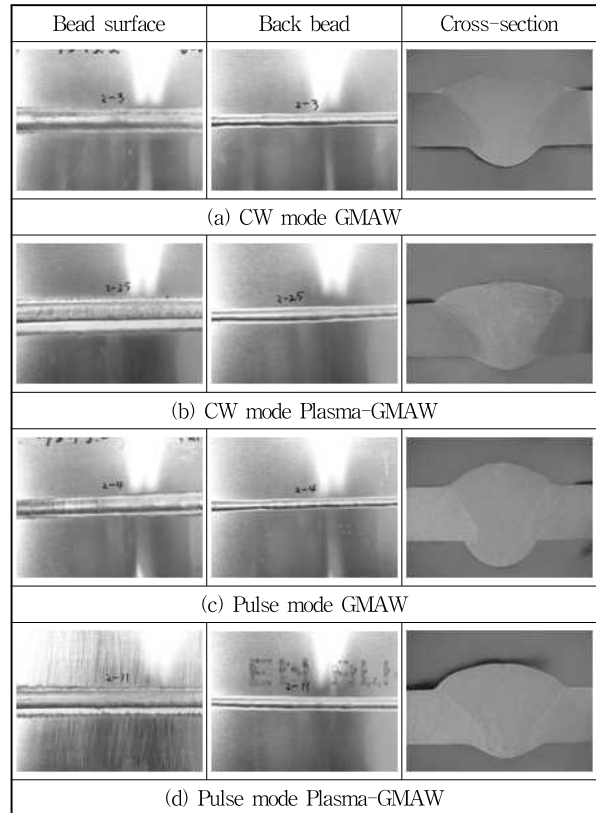 Bead surface Back bead Cross-section
2-3 2-3
(a) CW mode GMAW
2-25 2-25
(b) CW mode Plasma-GMAW
2-4 2-4
(c) Pulse mode GMAW
2-11 2-11
(d) Pulse mode Plasma-GMAW